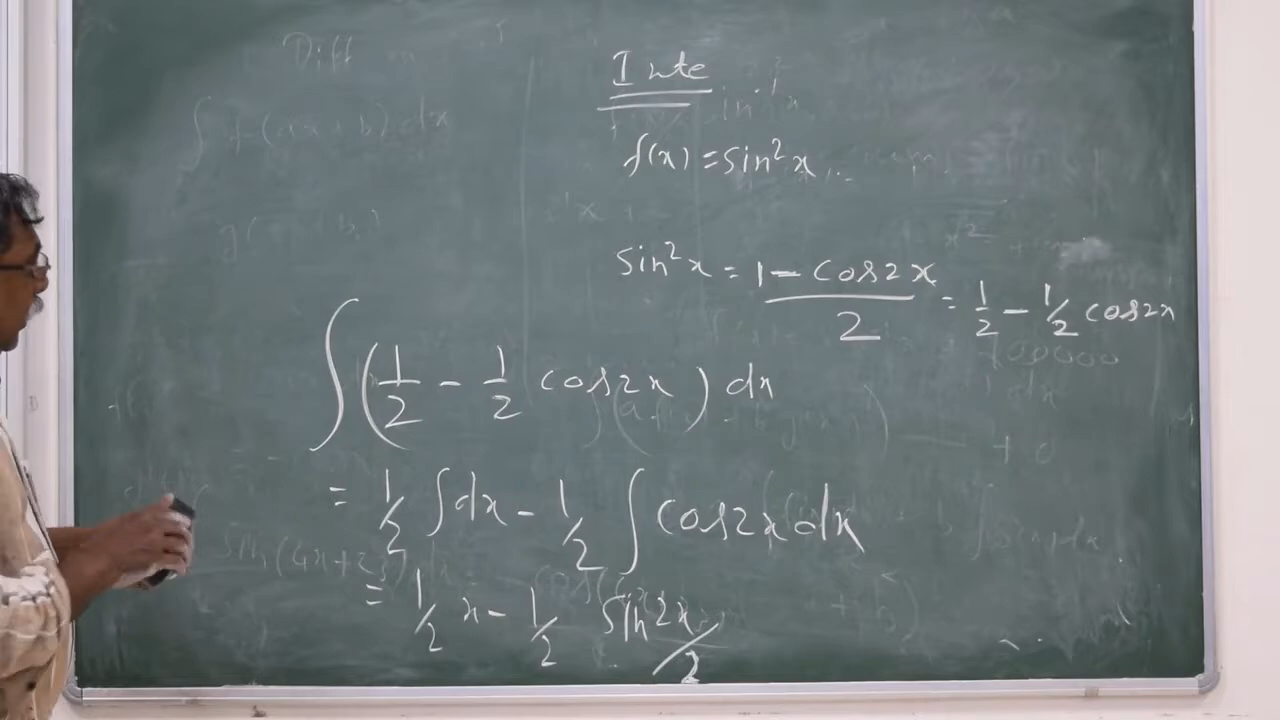 Inte
f(x) = sin²x
sin²x = 1 - cos2x / 2 = 1/2 - 1/2 cos2x
∫(1/2 - 1/2 cos2x) dx
= 1/2 ∫dx - 1/2 ∫cos2x dx
= 1/2 x - 1/2 sin2x/2